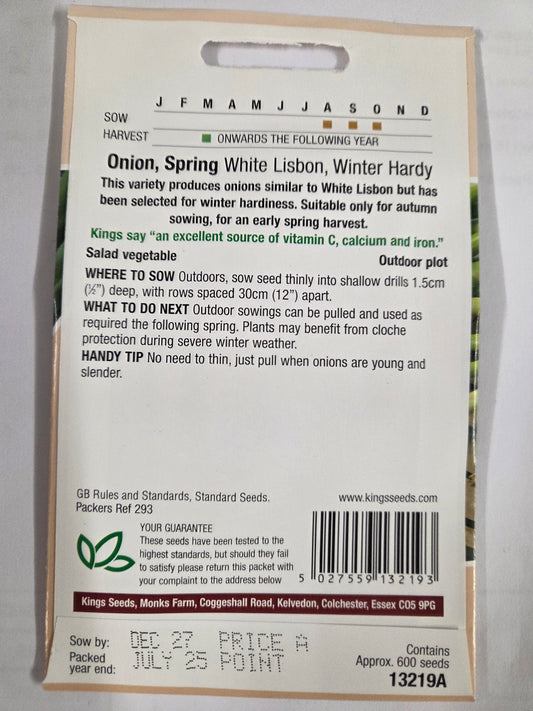 J F M A M J J A S O N D
SOW
HARVEST ONWARDS THE FOLLOWING YEAR
Onion, Spring White Lisbon, Winter Hardy
This variety produces onions similar to White Lisbon but has
been selected for winter hardiness. Suitable only for autumn
sowing, for an early spring harvest.
Kings say "an excellent source of vitamin C, calcium and iron."
Salad vegetable Outdoor plot
WHERE TO SOW Outdoors, sow seed thinly into shallow drills 1.5cm
(½") deep, with rows spaced 30cm (12") apart.
WHAT TO DO NEXT Outdoor sowings can be pulled and used as
required the following spring. Plants may benefit from cloche
protection during severe winter weather.
HANDY TIP No need to thin, just pull when onions are young and
slender.
GB Rules and Standards, Standard Seeds.
Packers Ref 293
www.kingsseeds.com
YOUR GUARANTEE
These seeds have been tested to the
highest standards, but should they fail
to satisfy please return this packet with
your complaint to the address below
5 027559 132193
Kings Seeds, Monks Farm, Coggeshall Road, Kelvedon, Colchester, Essex CO5 9PG
Sow by: DEC 27 PRICE A
Packed
year end: JULY 25 POINT
Contains
Approx. 600 seeds
13219A